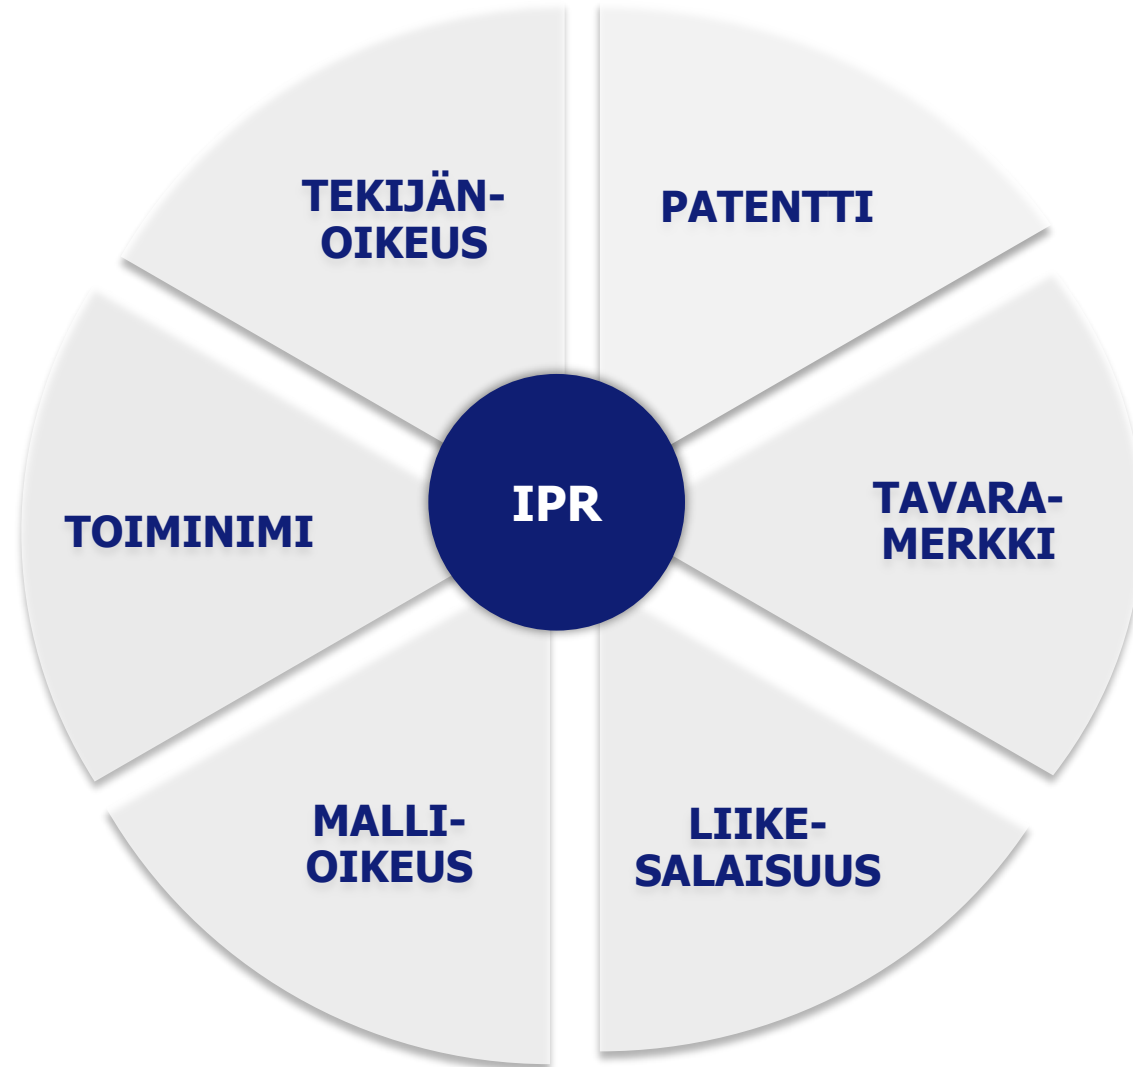 TEKIJÄN-
OIKEUS
PATENTTI
TOIMINIMI
IPR
TAVARA-
MERKKI
MALLI-
OIKEUS
LIIKE-
SALAISUUS